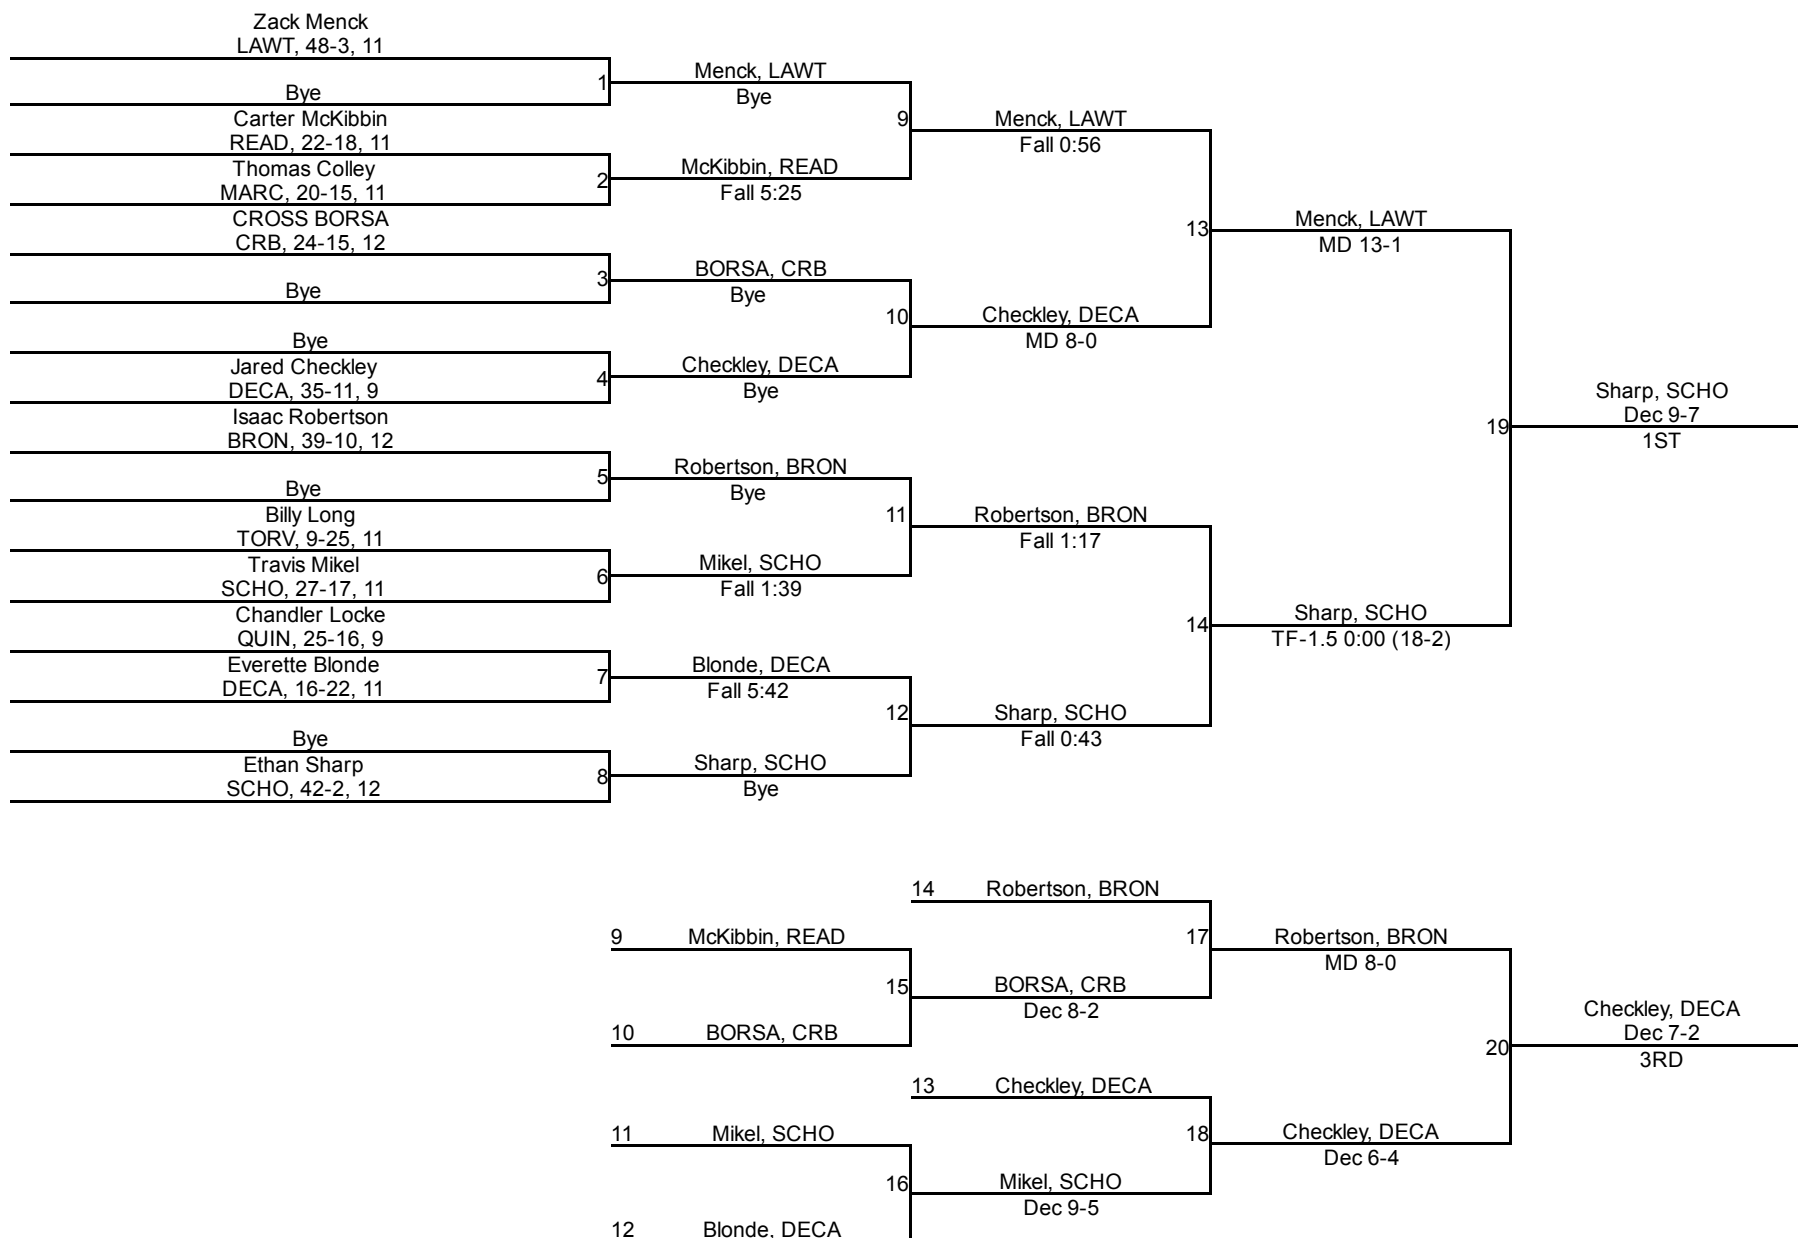 Zack Menck
LAWT, 48-3, 11
1
Bye
Carter McKibbin
READ, 22-18, 11
Thomas Colley
2
MARC, 20-15, 11
CROSS BORSA
CRB, 24-15, 12
3
Bye
Bye
Jared Checkley
4
DECA, 35-11, 9
Isaac Robertson
BRON, 39-10, 12
5
Bye
Billy Long
TORV, 9-25, 11
Travis Mikel
6
SCHO, 27-17, 11
Chandler Locke
QUIN, 25-16, 9
Everette Blonde
7
DECA, 16-22, 11
Bye
Ethan Sharp
8
SCHO, 42-2, 12
Menck, LAWT
Bye
9
McKibbin, READ
Fall 5:25
BORSA, CRB
Bye
10
Checkley, DECA
Bye
Robertson, BRON
Bye
11
Mikel, SCHO
Fall 1:39
Blonde, DECA
Fall 5:42
12
Sharp, SCHO
Bye
Menck, LAWT
Fall 0:56
13
Checkley, DECA
MD 8-0
Robertson, BRON
Fall 1:17
14
Sharp, SCHO
Fall 0:43
Menck, LAWT
MD 13-1
19
Sharp, SCHO
TF-1.5 0:00 (18-2)
Sharp, SCHO
Dec 9-7
1ST
14 Robertson, BRON
9 McKibbin, READ
17
15
BORSA, CRB
Dec 8-2
10 BORSA, CRB
13 Checkley, DECA
11 Mikel, SCHO
18
16
Mikel, SCHO
Dec 9-5
12 Blonde, DECA
Robertson, BRON
MD 8-0
20
Checkley, DECA
Dec 6-4
Checkley, DECA
Dec 7-2
3RD